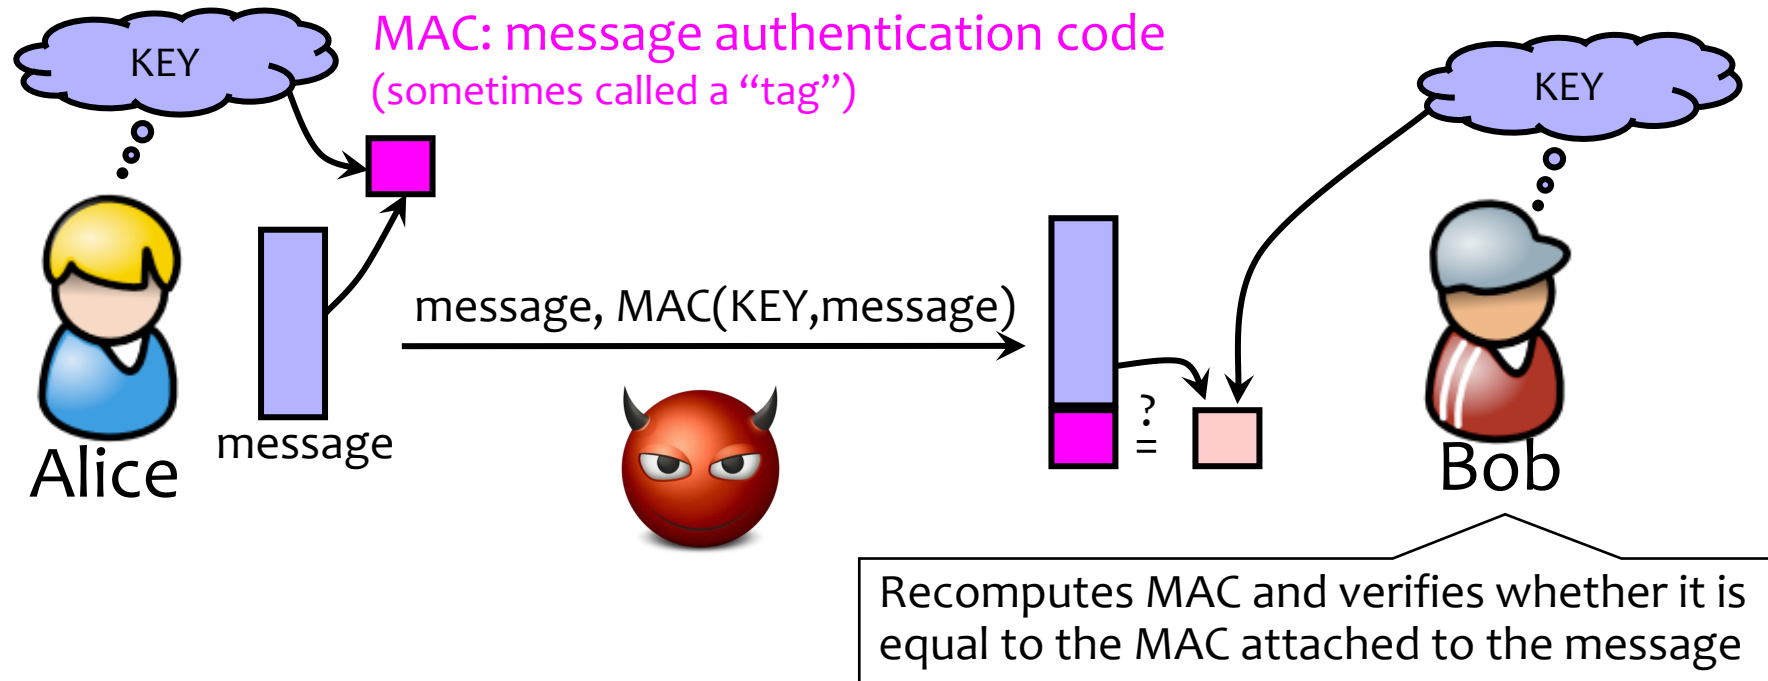 KEY
MAC: message authentication code
(sometimes called a “tag”)
KEY
message, MAC(KEY,message)
message
?
=
Alice
Bob
Recomputes MAC and verifies whether it is
equal to the MAC attached to the message